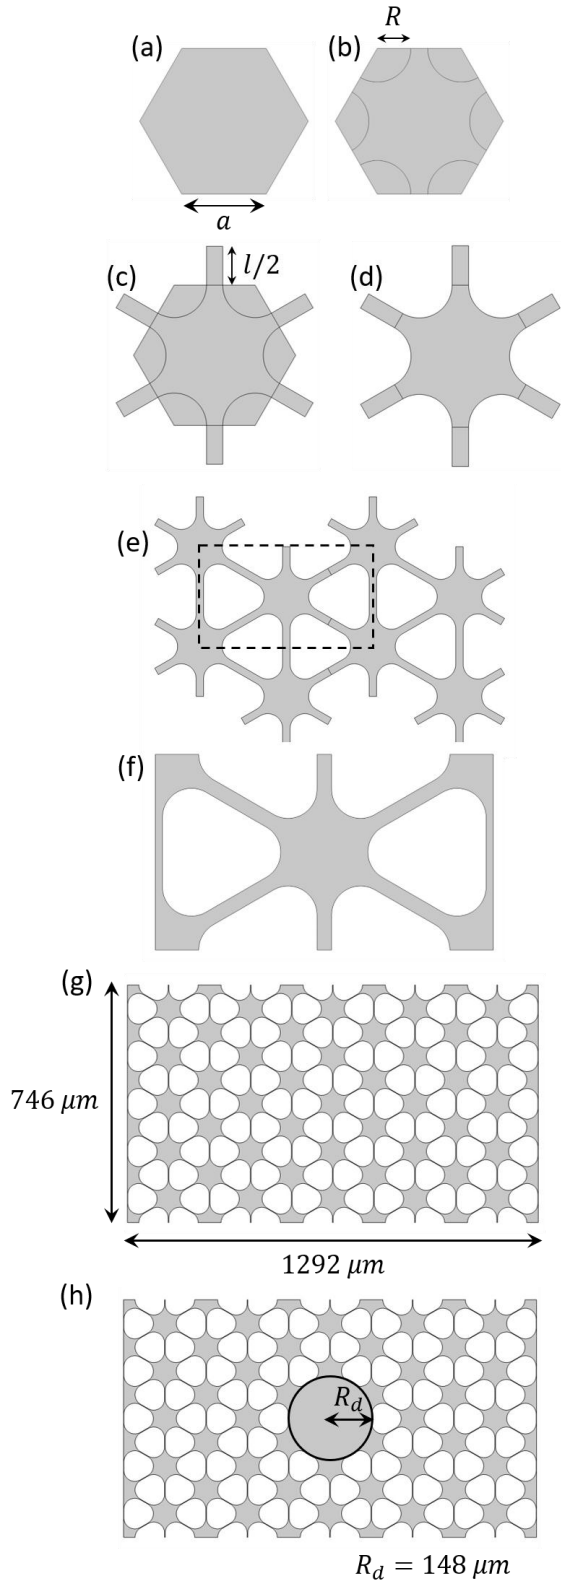 (a)
(b)
R
a
(c)
l/2
(d)
(e)
(f)
(g)
746 μm
1292 μm
(h)
R_d
R_d = 148 μm